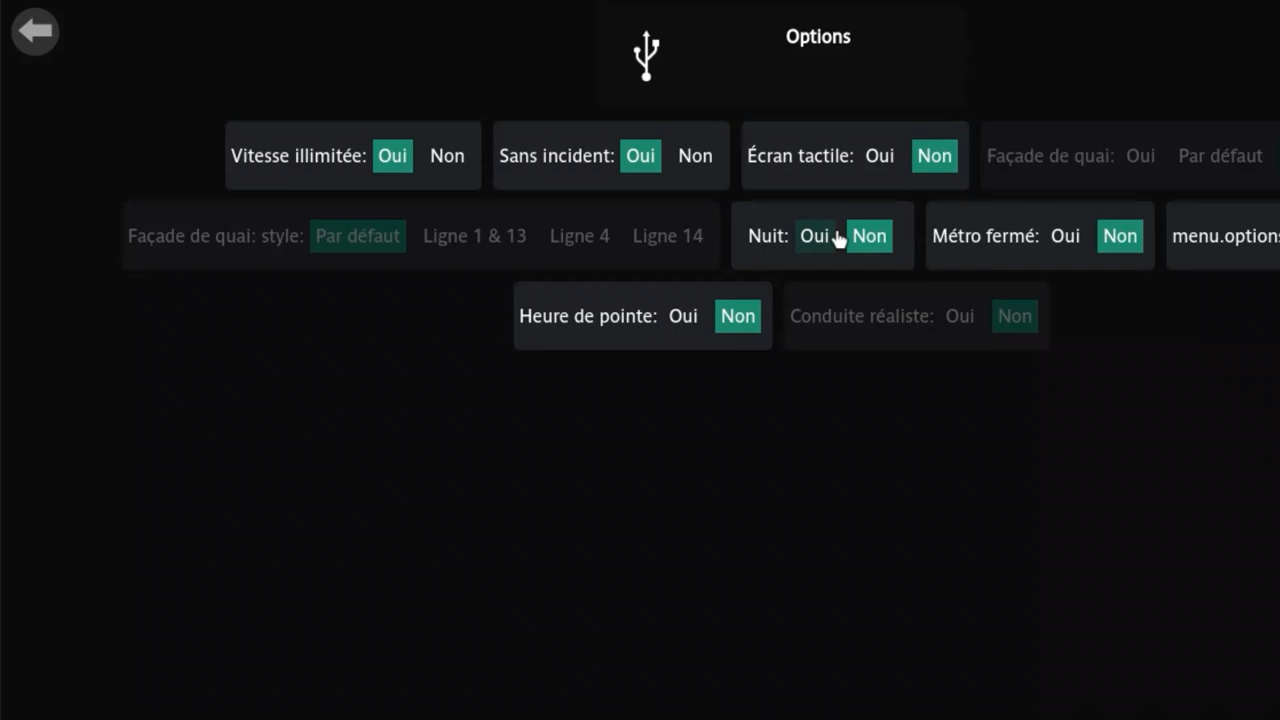 Options
Vitesse illimitée: Oui Non Sans incident: Oui Non Écran tactile: Oui Non Façade de quai: Oui Par défaut
Façade de quai: style: Par défaut Ligne 1 & 13 Ligne 4 Ligne 14 Nuit: Oui Non Métro fermé: Oui Non menu.options
Heure de pointe: Oui Non Conduite réaliste: Oui Non